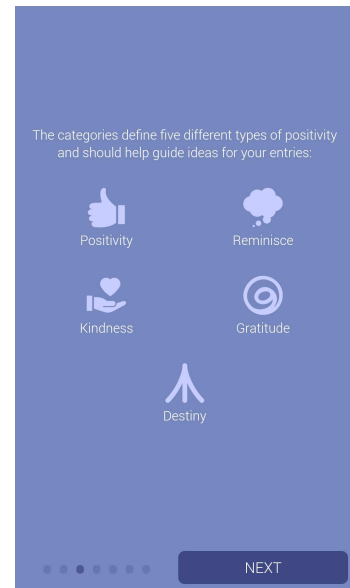 The categories define five different types of positivity
and should help guide ideas for your entries:
Positivity
Reminisce
Kindness
Gratitude
Destiny
NEXT